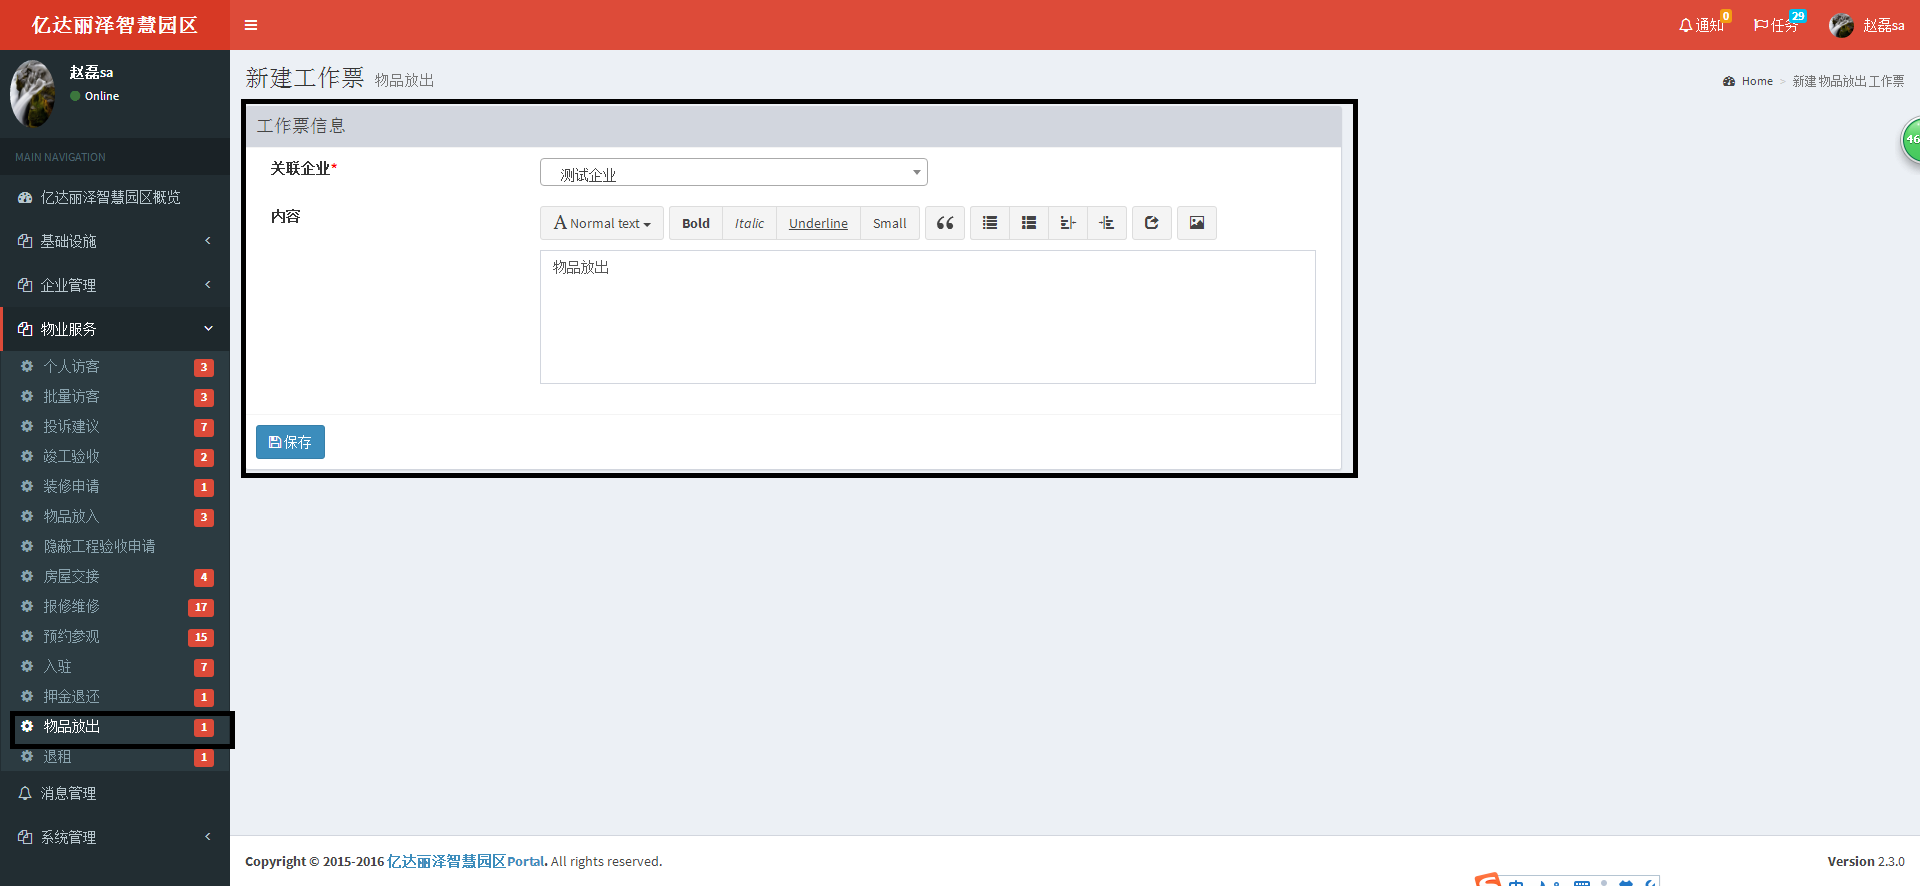 亿达丽泽智慧园区
通知 0
任务 29
赵磊sa
赵磊sa
Online
MAIN NAVIGATION
亿达丽泽智慧园区概览
基础设施
企业管理
物业服务
个人访客 3
批量访客 3
投诉建议 7
竣工验收 2
装修申请 1
物品放入 3
隐蔽工程验收申请
房屋交接 4
报修维修 17
预约参观 15
入驻 7
押金退还 1
物品放出 1
退租 1
消息管理
系统管理
新建工作票 物品放出
Home > 新建物品放出工作票
46
工作票信息
关联企业*
测试企业
内容
A Normal text Bold Italic Underline Small
物品放出
保存
Copyright © 2015-2016 亿达丽泽智慧园区Portal. All rights reserved.
Version 2.3.0